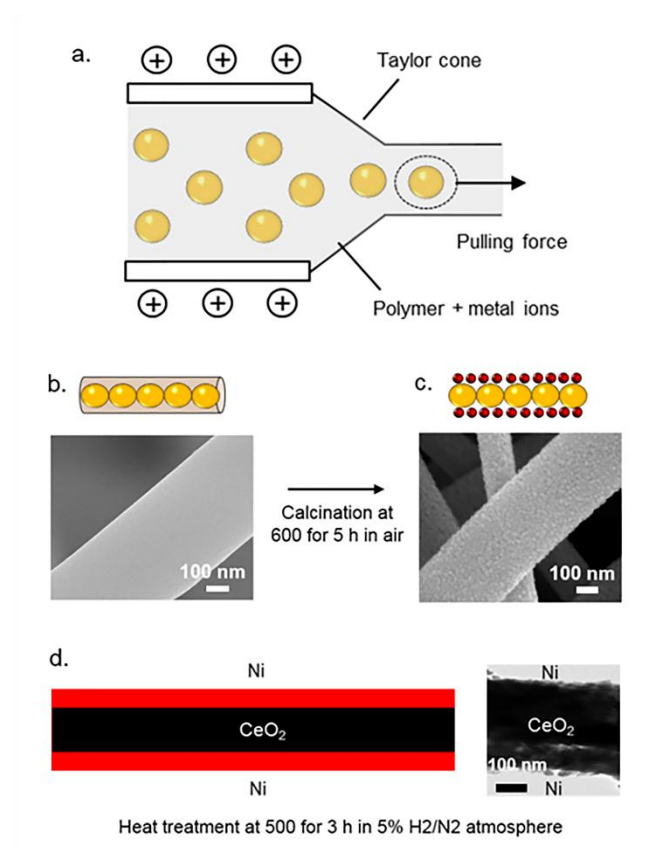 a.
+ + +
Taylor cone
Pulling force
+ + +
Polymer + metal ions
b.
c.
100 nm
Calcination at
600 for 5 h in air
100 nm
d.
Ni
CeO₂
Ni
Ni
CeO₂
100 nm
Ni
Heat treatment at 500 for 3 h in 5% H2/N2 atmosphere